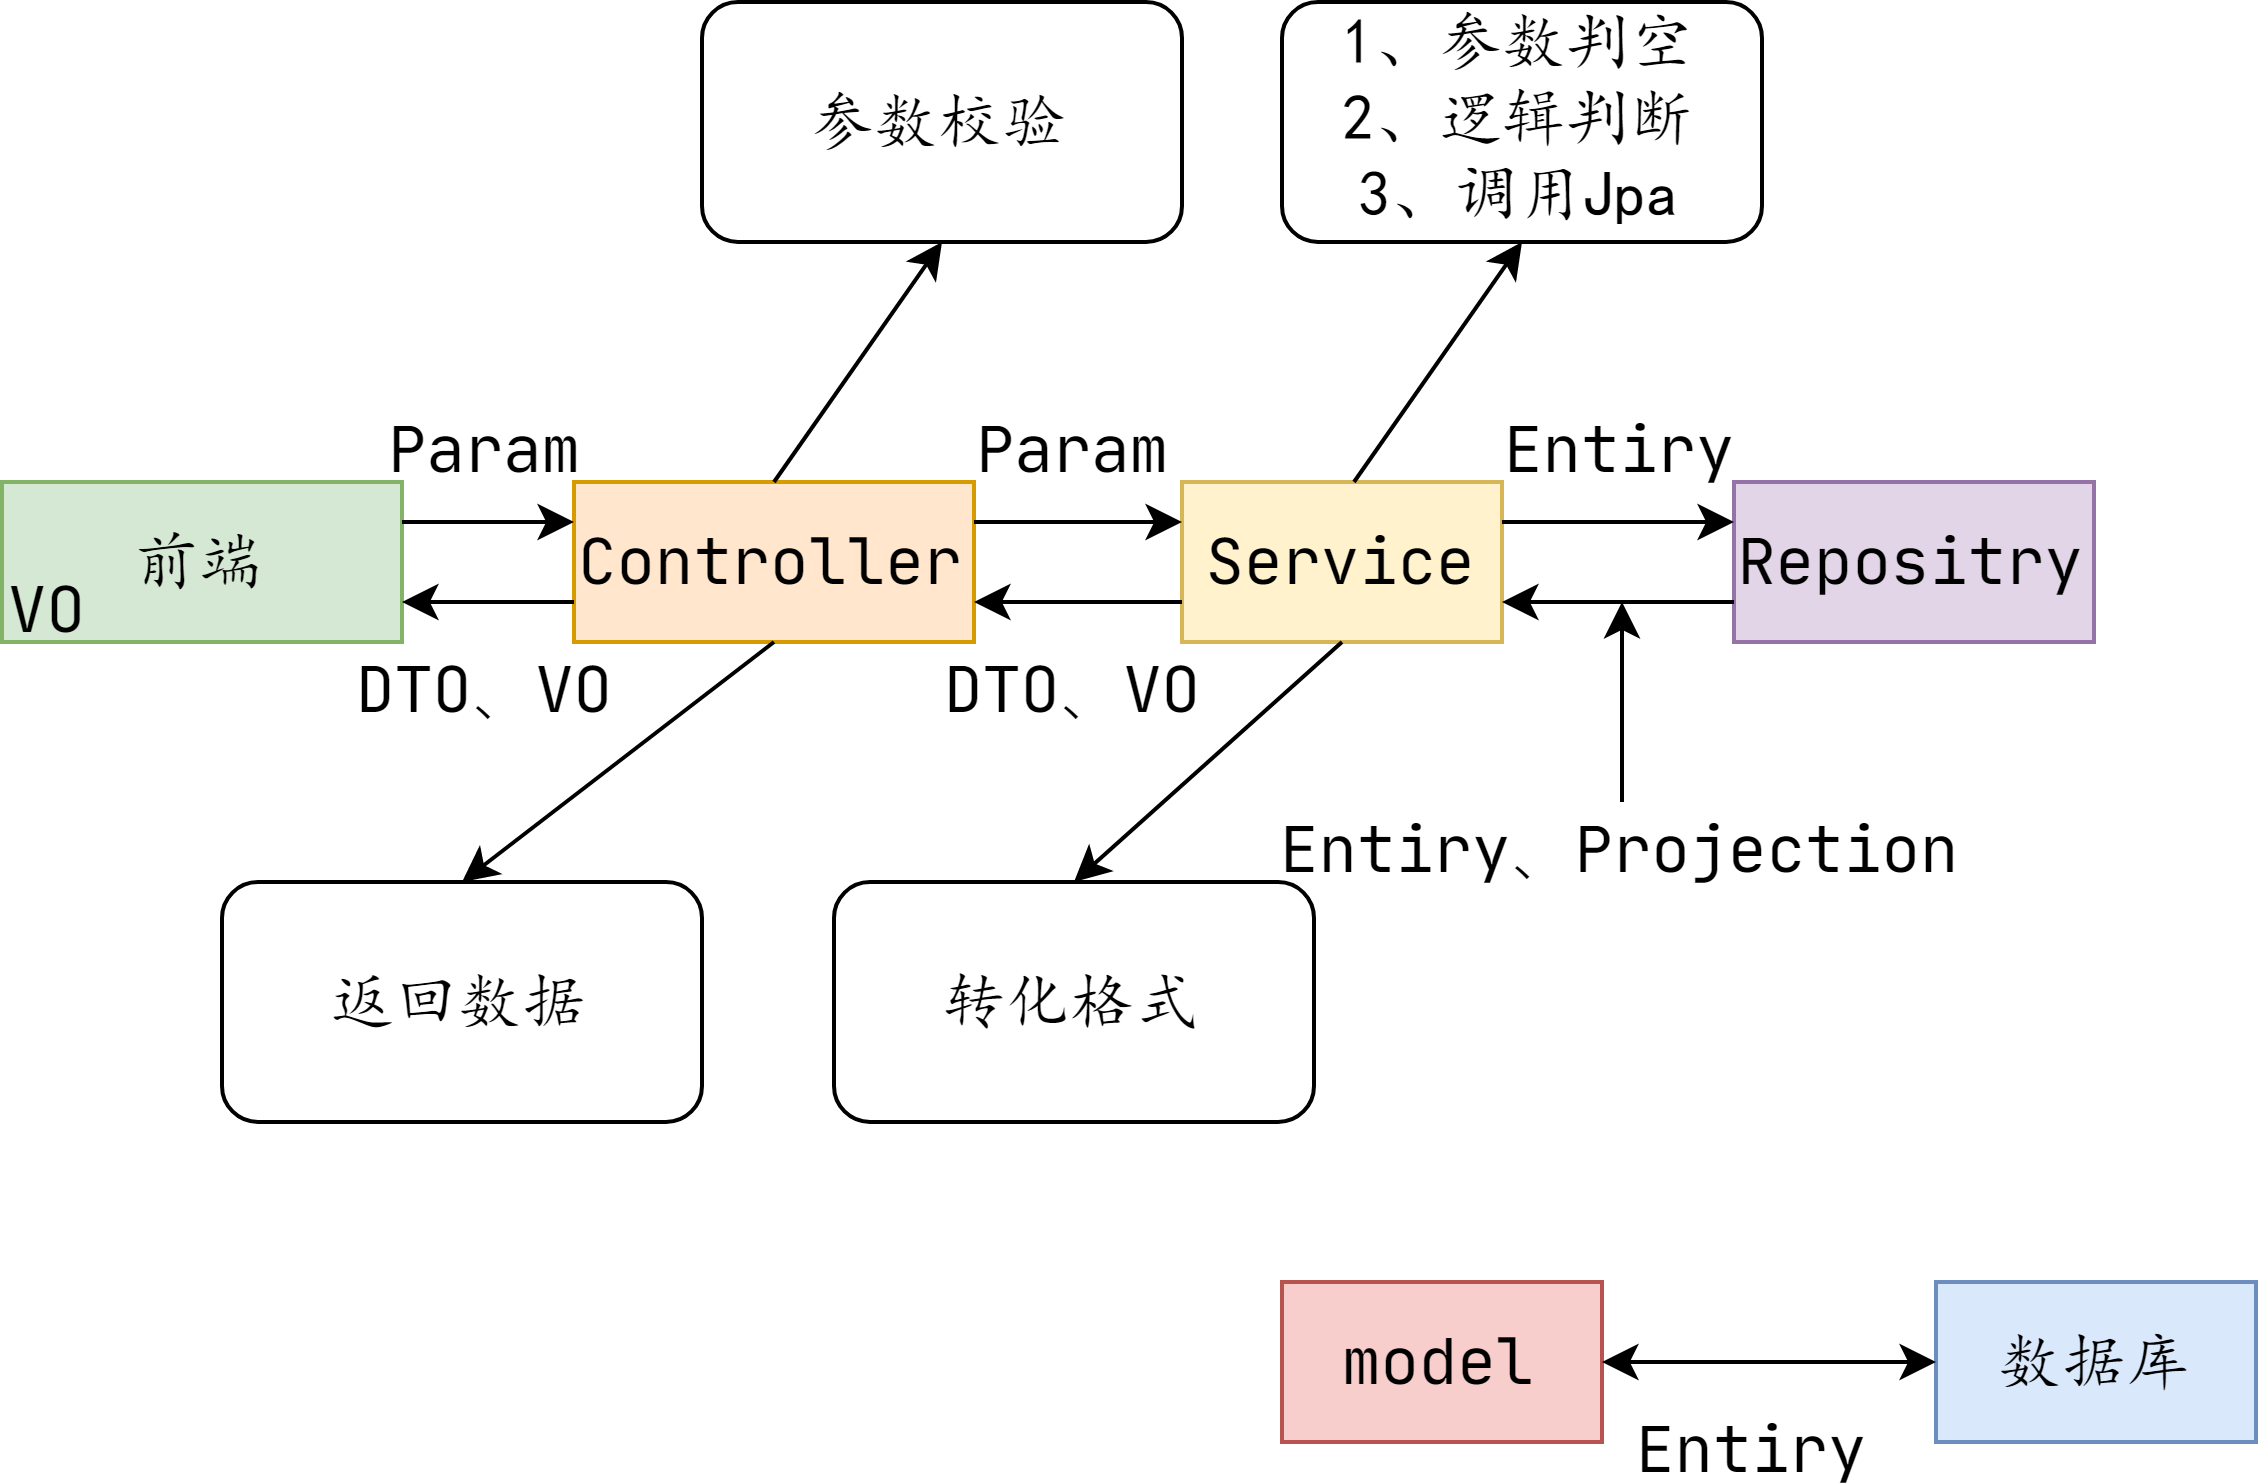 参数校验
1、参数判空
2、逻辑判断
3、调用Jpa
Param
Param
Entiry
前端
VO
Controller
Service
Repositry
DTO、VO
DTO、VO
Entiry、Projection
返回数据
转化格式
model
数据库
Entiry